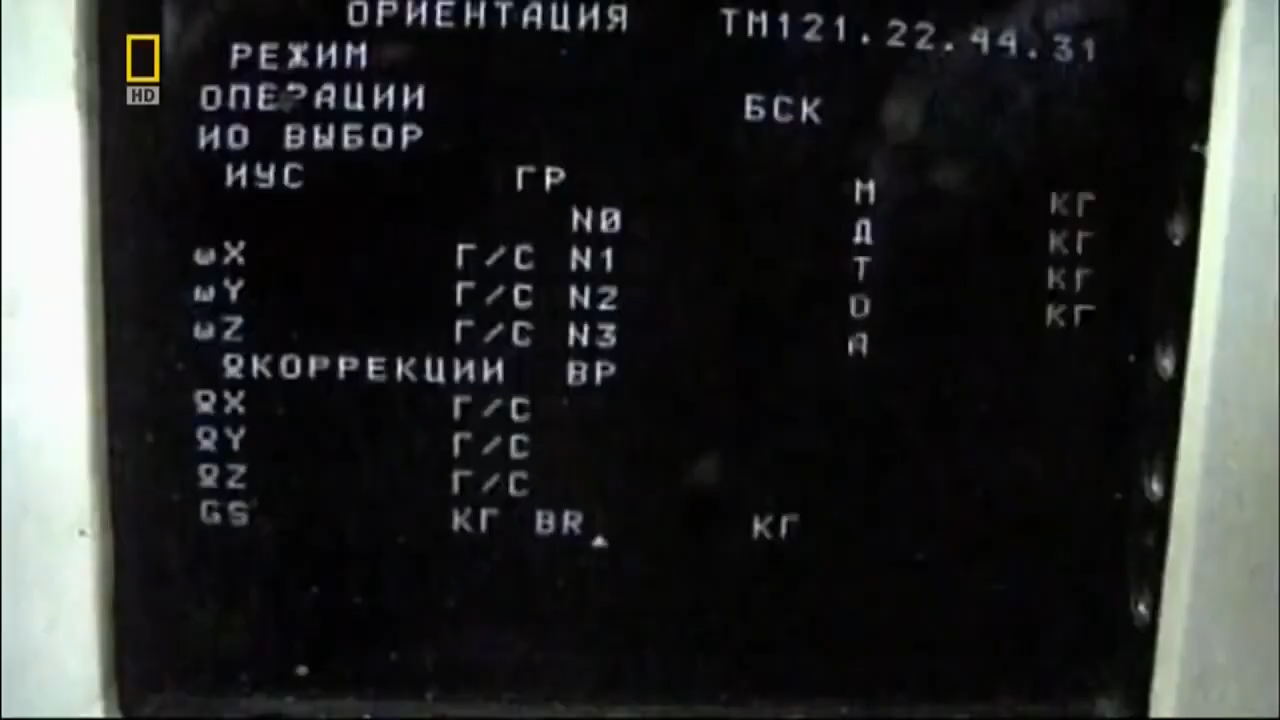 ОРИЕНТАЦИЯ ТМ121.22.44.31
HD
РЕЖИМ
ОПЕРАЦИИ БСК
ИО ВЫБОР
ИУС ГР М КГ
N0 Д КГ
ωX Г/С N1 Т КГ
ωY Г/С N2 О КГ
ωZ Г/С N3 А
ΩКОРРЕКЦИИ ВР
ΩX Г/С
ΩY Г/С
ΩZ Г/С
GS КГ BR КГ